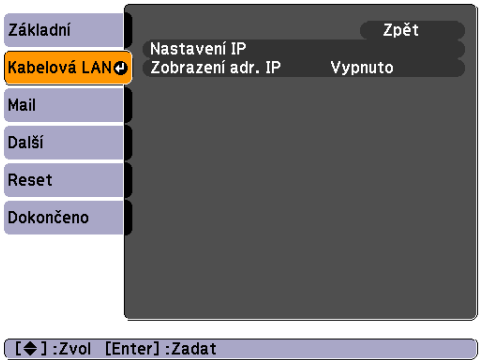 Základní
Kabelová LAN
Mail
Další
Reset
Dokončeno
Zpět
Nastavení IP
Zobrazení adr. IP Vypnuto
[◆] :Zvol [Enter] :Zadat